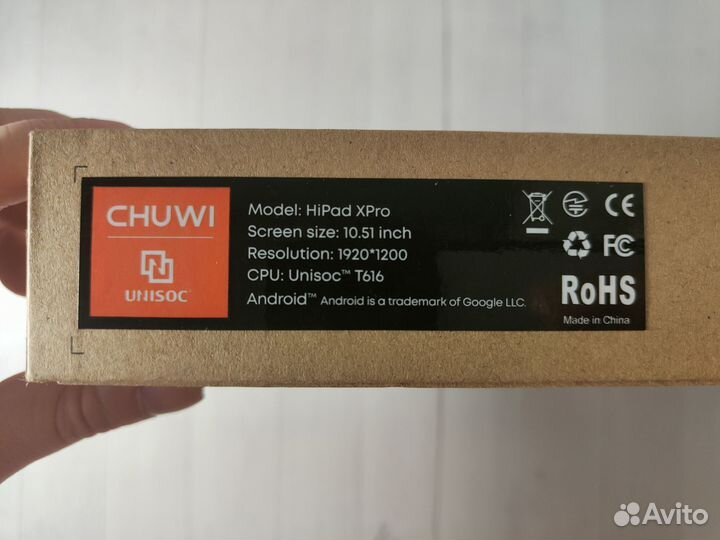 CHUWI
UNISOC
Model: HiPad XPro
Screen size: 10.51 inch
Resolution: 1920*1200
CPU: Unisoc™ T616
Android™ Android is a trademark of Google LLC.
CE
FC
RoHS
Made in China
Avito